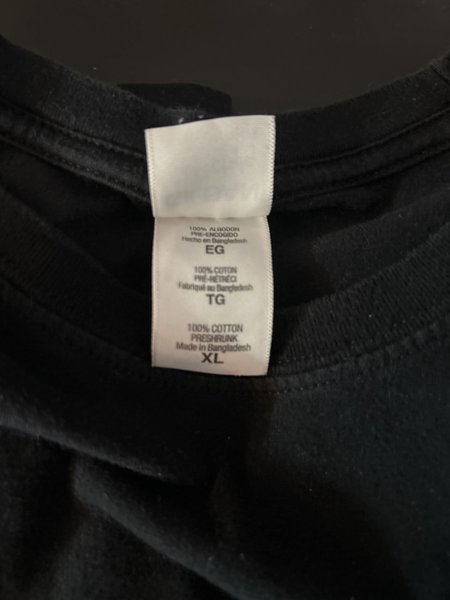 100% ALGODON
PRE-ENCOGIDO
Hecho en Bangladesh
EG
100% COTON
PRÉ-RÉTRÉCI
Fabriqué au Bangladesh
TG
100% COTTON
PRESHRUNK
Made in Bangladesh
XL